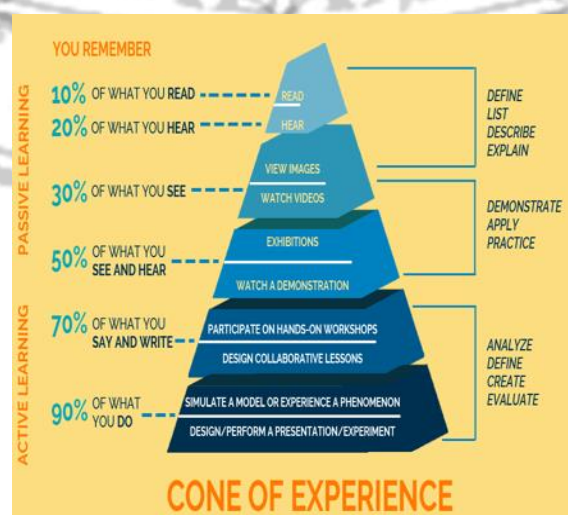 YOU REMEMBER
PASSIVE LEARNING
10% OF WHAT YOU READ
20% OF WHAT YOU HEAR
30% OF WHAT YOU SEE
50% OF WHAT YOU
SEE AND HEAR
ACTIVE LEARNING
70% OF WHAT YOU
SAY AND WRITE
90% OF WHAT
YOU DO
READ
HEAR
VIEW IMAGES
WATCH VIDEOS
EXHIBITIONS
WATCH A DEMONSTRATION
PARTICIPATE ON HANDS-ON WORKSHOPS
DESIGN COLLABORATIVE LESSONS
SIMULATE A MODEL OR EXPERIENCE A PHENOMENON
DESIGN/PERFORM A PRESENTATION/EXPERIMENT
DEFINE
LIST
DESCRIBE
EXPLAIN
DEMONSTRATE
APPLY
PRACTICE
ANALYZE
DEFINE
CREATE
EVALUATE
CONE OF EXPERIENCE